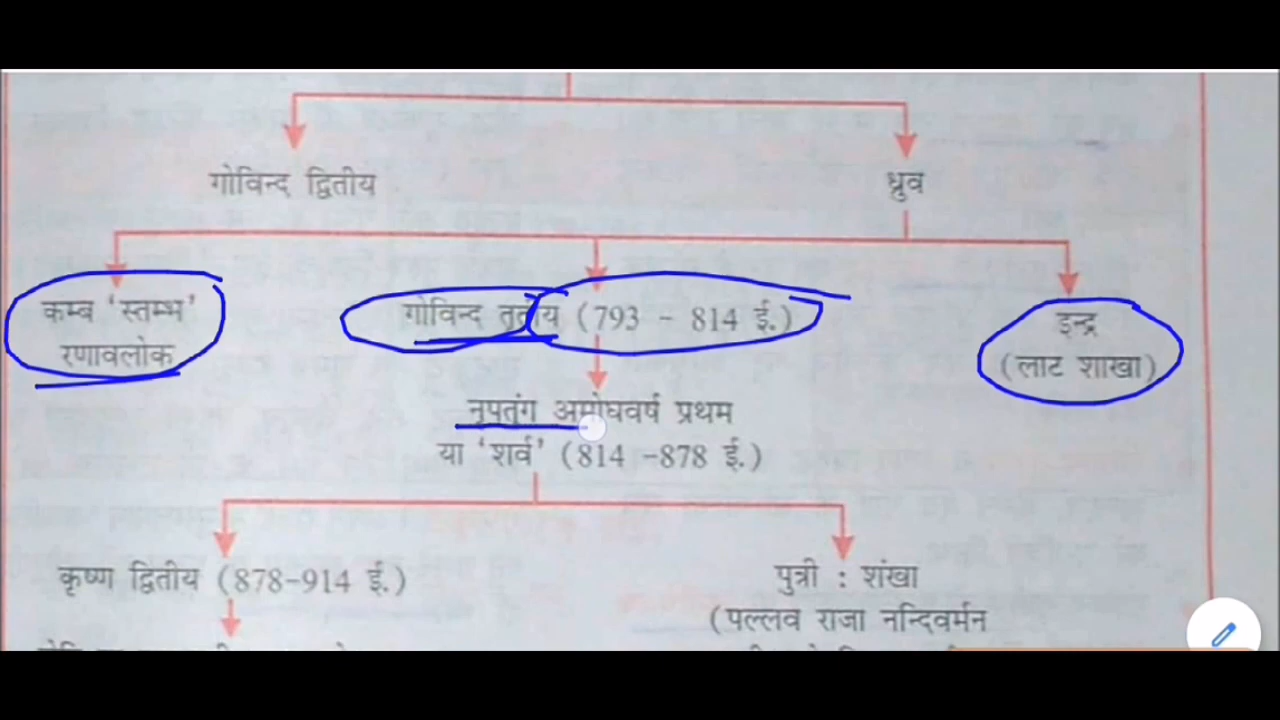 गोविन्द द्वितीय
ध्रुव
कम्ब 'स्तम्भ'
रणावलोक
गोविन्द तृतीय (793 - 814 ई.)
इन्द्र
(लाट शाखा)
नृपतुंग अमोघवर्ष प्रथम
या 'शर्व' (814 -878 ई.)
कृष्ण द्वितीय (878-914 ई.)
पुत्री : शंखा
(पल्लव राजा नन्दिवर्मन